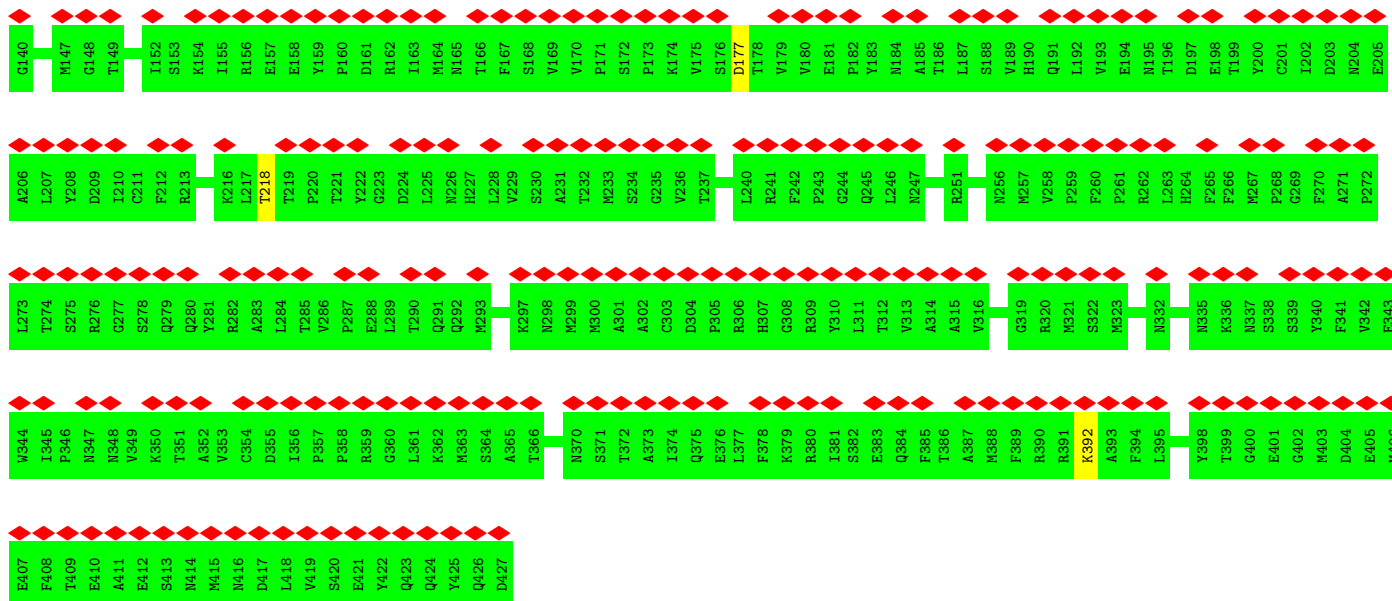 G140 M147 G148 T149 I152 S153 K154 I155 R156 E157 E158 Y159 P160 D161 R162 I163 M164 N165 T166 F167 S168 V169 V170 P171 S172 P173 K174 V175 S176 D177 T178 V179 V180 E181 P182 Y183 N184 A185 T186 L187 S188 V189 H190 Q191 L192 V193 E194 N195 T196 D197 E198 T199 Y200 C201 I202 D203 N204 E205
A206 L207 Y208 D209 I210 C211 F212 R213 K216 L217 T218 T219 P220 T221 Y222 G223 D224 L225 N226 H227 L228 V229 S230 A231 T232 M233 S234 G235 V236 T237 L240 R241 F242 P243 G244 Q245 L246 N247 R251 N256 M257 V258 P259 F260 P261 R262 L263 H264 F265 F266 M267 P268 G269 F270 A271 P272
L273 T274 S275 R276 G277 S278 Q279 Q280 Y281 R282 A283 L284 T285 V286 P287 E288 L289 T290 Q291 Q292 M293 K297 N298 M299 M300 A301 A302 C303 D304 P305 R306 H307 G308 R309 Y310 L311 T312 V313 A314 A315 V316 G319 R320 M321 S322 M323 N332 N335 K336 N337 S338 S339 Y340 F341 V342 E343
W344 I345 P346 N347 N348 V349 K350 T351 A352 V353 C354 D355 I356 P357 P358 R359 G360 L361 K362 M363 S364 A365 T366 N370 S371 T372 A373 I374 Q375 E376 L377 F378 K379 R380 I381 S382 E383 Q384 F385 T386 A387 M388 F389 R390 R391 K392 A393 F394 L395 Y398 T399 G400 E401 G402 M403 D404 E405 M406
E407 F408 T409 E410 A411 E412 S413 N414 M415 N416 D417 L418 V419 S420 E421 Y422 Q423 Q424 Y425 Q426 D427